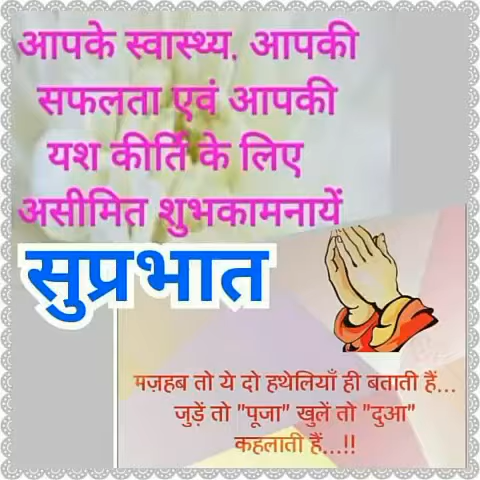 आपके स्वास्थ्य, आपकी
सफलता एवं आपकी
यश कीर्ति के लिए
असीमित शुभकामनायें
सुप्रभात
मज़हब तो ये दो हथेलियाँ ही बताती हैं...
जुड़ें तो "पूजा" खुलें तो "दुआ"
कहलाती हैं...!!